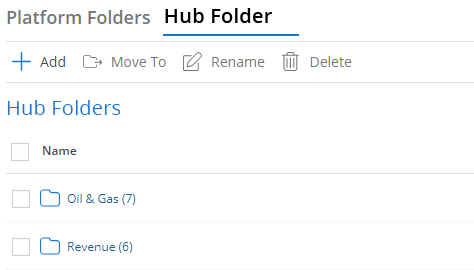 Platform Folders Hub Folder
Add Move To Rename Delete
Hub Folders
Name
Oil & Gas (7)
Revenue (6)